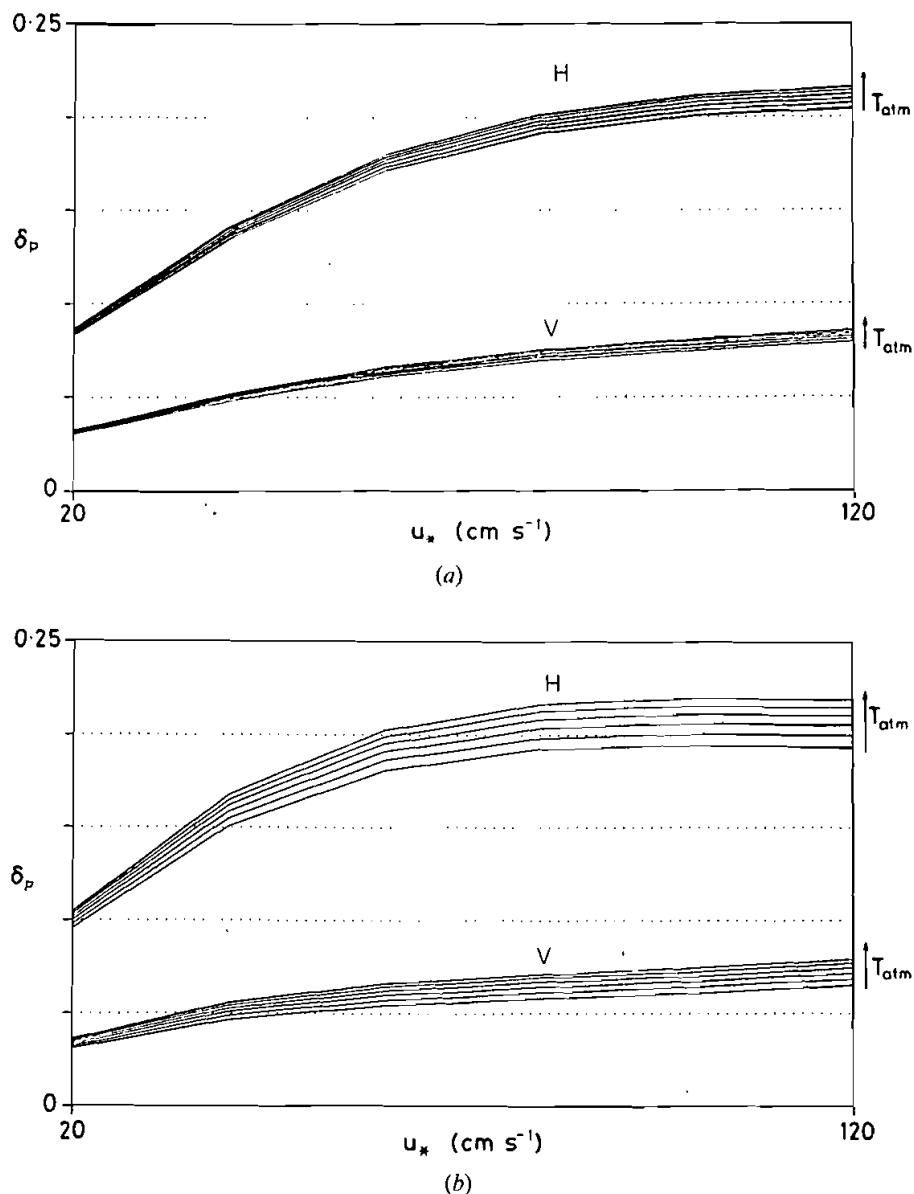 0·25
H
T_atm
δ_p
V
T_atm
0
20
120
u_* (cm s⁻¹)
(a)
0·25
H
T_atm
V
δ_p
T_atm
0
20
120
u_* (cm s⁻¹)
(b)